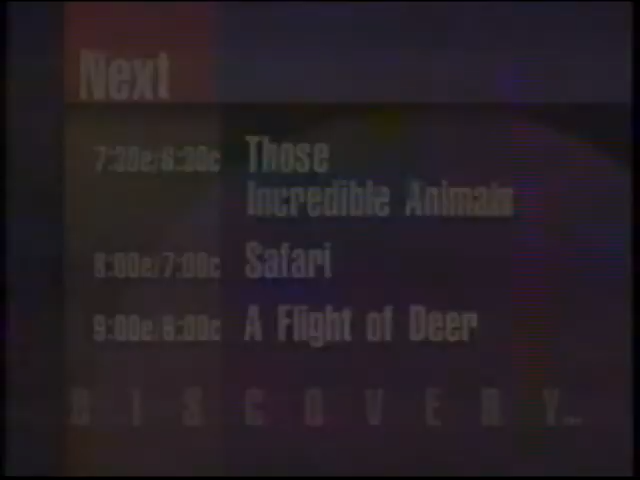 Next
7:30e/6:30c Those
Incredible Animals
8:00e/7:00c Safari
9:00e/8:00c A Flight of Deer
DISCOVERY™